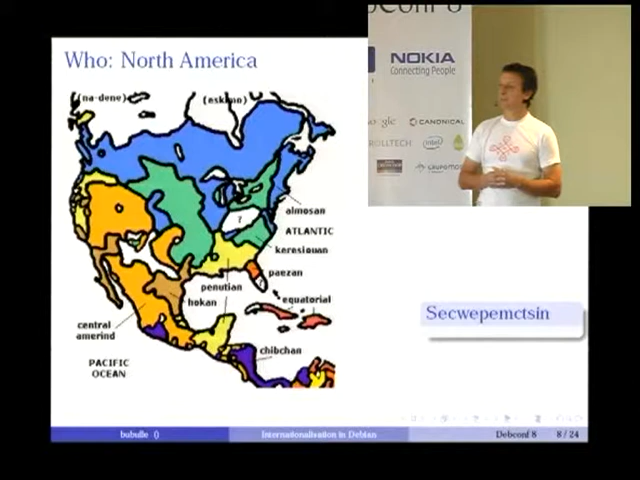 Who: North America
(na-dene)
(eskimo)
?
almosan
ATLANTIC
keresiouan
paezan
penutian
equatorial
hokan
central
amerind
chibchan
PACIFIC
OCEAN
Secwepemctsin
bubulle ()
Internationalisation in Debian
Debconf 8
8 / 24
NOKIA
Connecting People
CANONICAL
intel